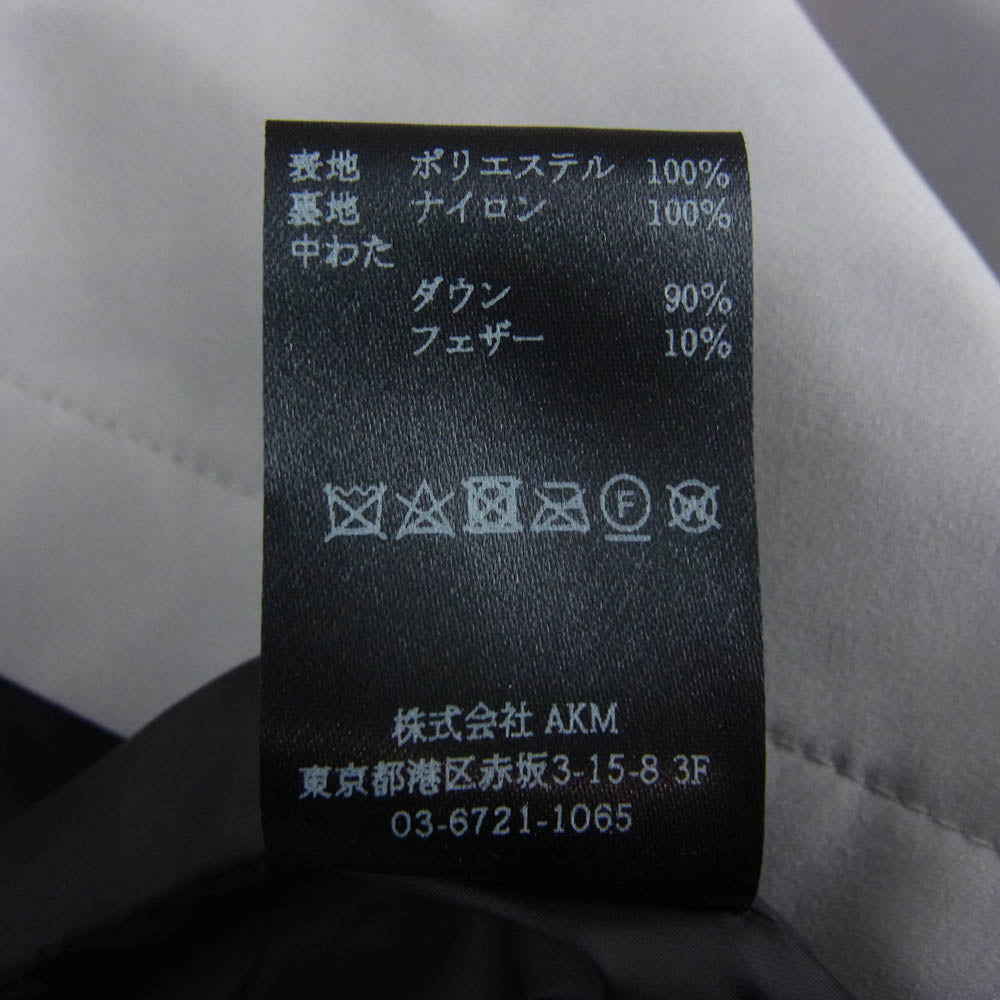 表地 ポリエステル 100%
裏地 ナイロン 100%
中わた
ダウン 90%
フェザー 10%
F W
株式会社 AKM
東京都港区赤坂3-15-8 3F
03-6721-1065